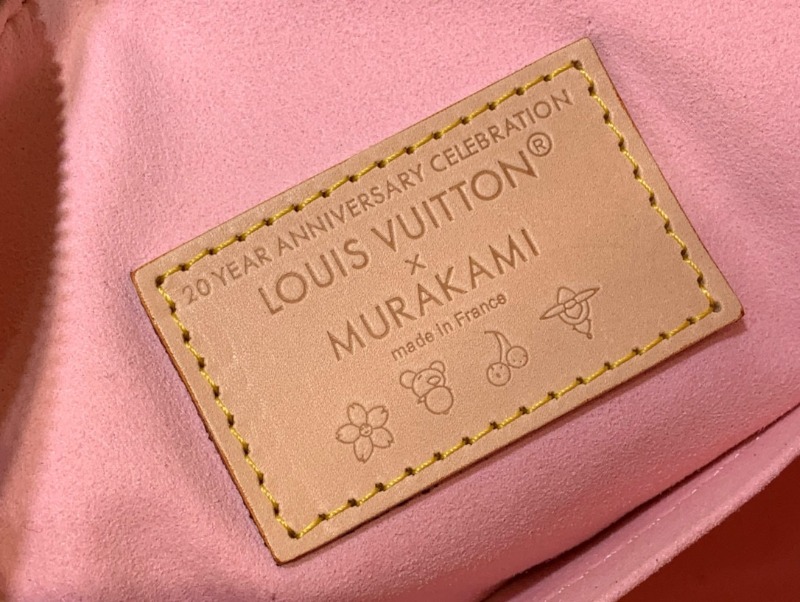 20 YEAR ANNIVERSARY CELEBRATION
LOUIS VUITTON®
×
MURAKAMI
made in France